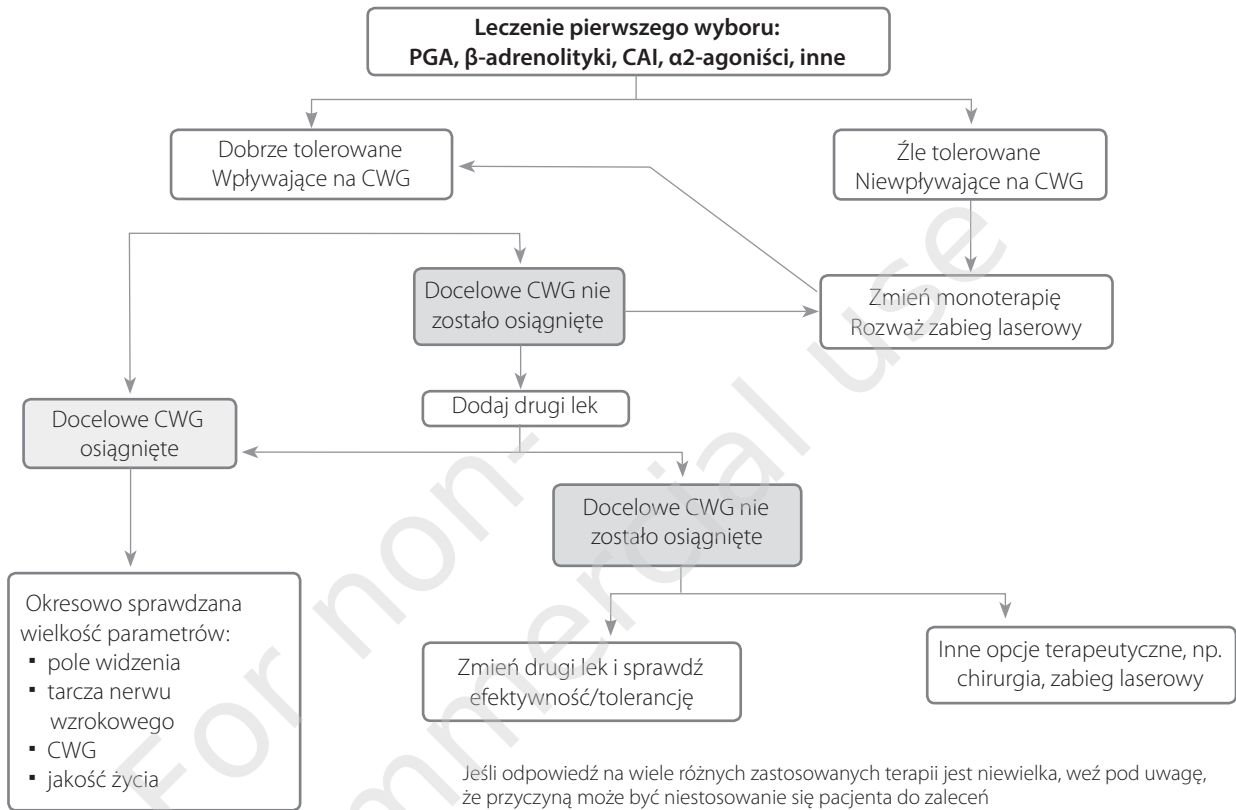 Leczenie pierwszego wyboru:
PGA, β-adrenolityki, CAI, α2-agoniści, inne
Dobrze tolerowane
Wpływające na CWG
Źle tolerowane
Niewpływające na CWG
Docelowe CWG nie
zostało osiągnięte
Zmień monoterapię
Rozważ zabieg laserowy
Dodaj drugi lek
Docelowe CWG
osiągnięte
Docelowe CWG nie
zostało osiągnięte
Okresowo sprawdzana
wielkość parametrów:
▪ pole widzenia
▪ tarcza nerwu
wzrokowego
▪ CWG
▪ jakość życia
Zmień drugi lek i sprawdź
efektywność/tolerancję
Inne opcje terapeutyczne, np.
chirurgia, zabieg laserowy
Jeśli odpowiedź na wiele różnych zastosowanych terapii jest niewielka, weź pod uwagę,
że przyczyną może być niestosowanie się pacjenta do zaleceń
For non-
mmercial use